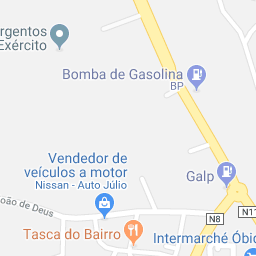 rgentos
Exército
Bomba de Gasolina
BP
Vendedor de
veículos a motor
Nissan - Auto Júlio
Galp
oão de Deus
N8
N11
Tasca do Bairro
Intermarché Óbid